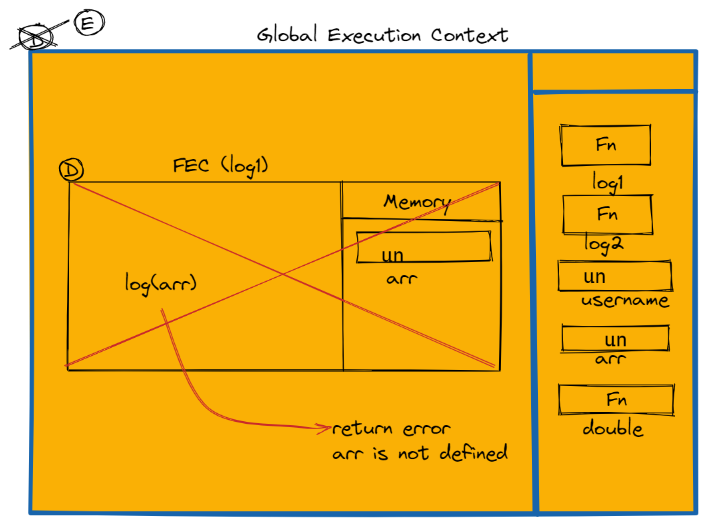 D
E
Global Execution Context
D
FEC (log1)
Memory
un
arr
log(arr)
return error
arr is not defined
Fn
log1
Fn
log2
un
username
un
arr
Fn
double